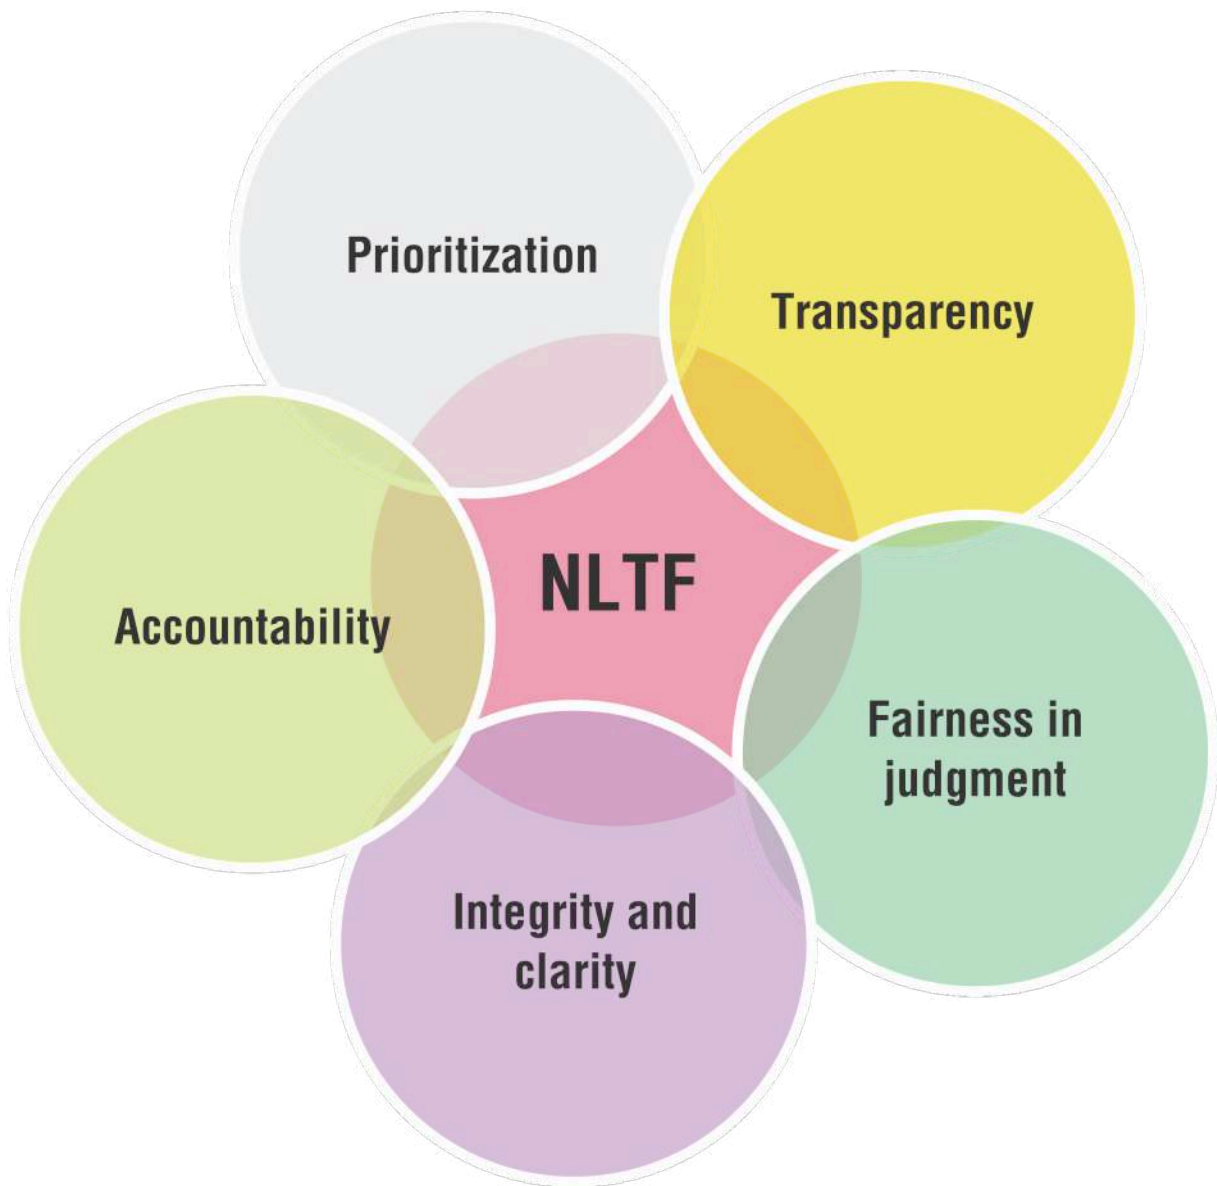 Prioritization
Transparency
NLTF
Accountability
Fairness in
judgment
Integrity and
clarity